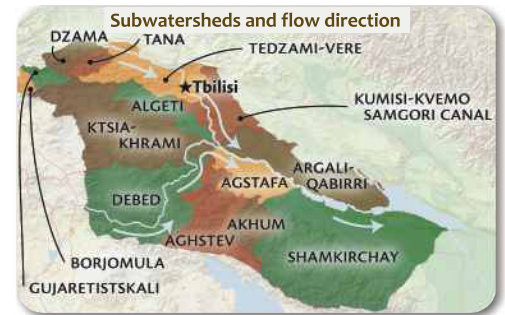 Subwatersheds and flow direction
DZAMA
TANA
TEDZAMI-VERE
Tbilisi
ALGETI
KUMISI-KVEMO
SAMGORI CANAL
KTSIA-
KHRAMI
ARGALI-
QABIRRI
AGSTAFA
DEBED
AKHUM
AGHSTEV
SHAMKIRCHAY
BORJOMULA
GUJARETISTSKALI